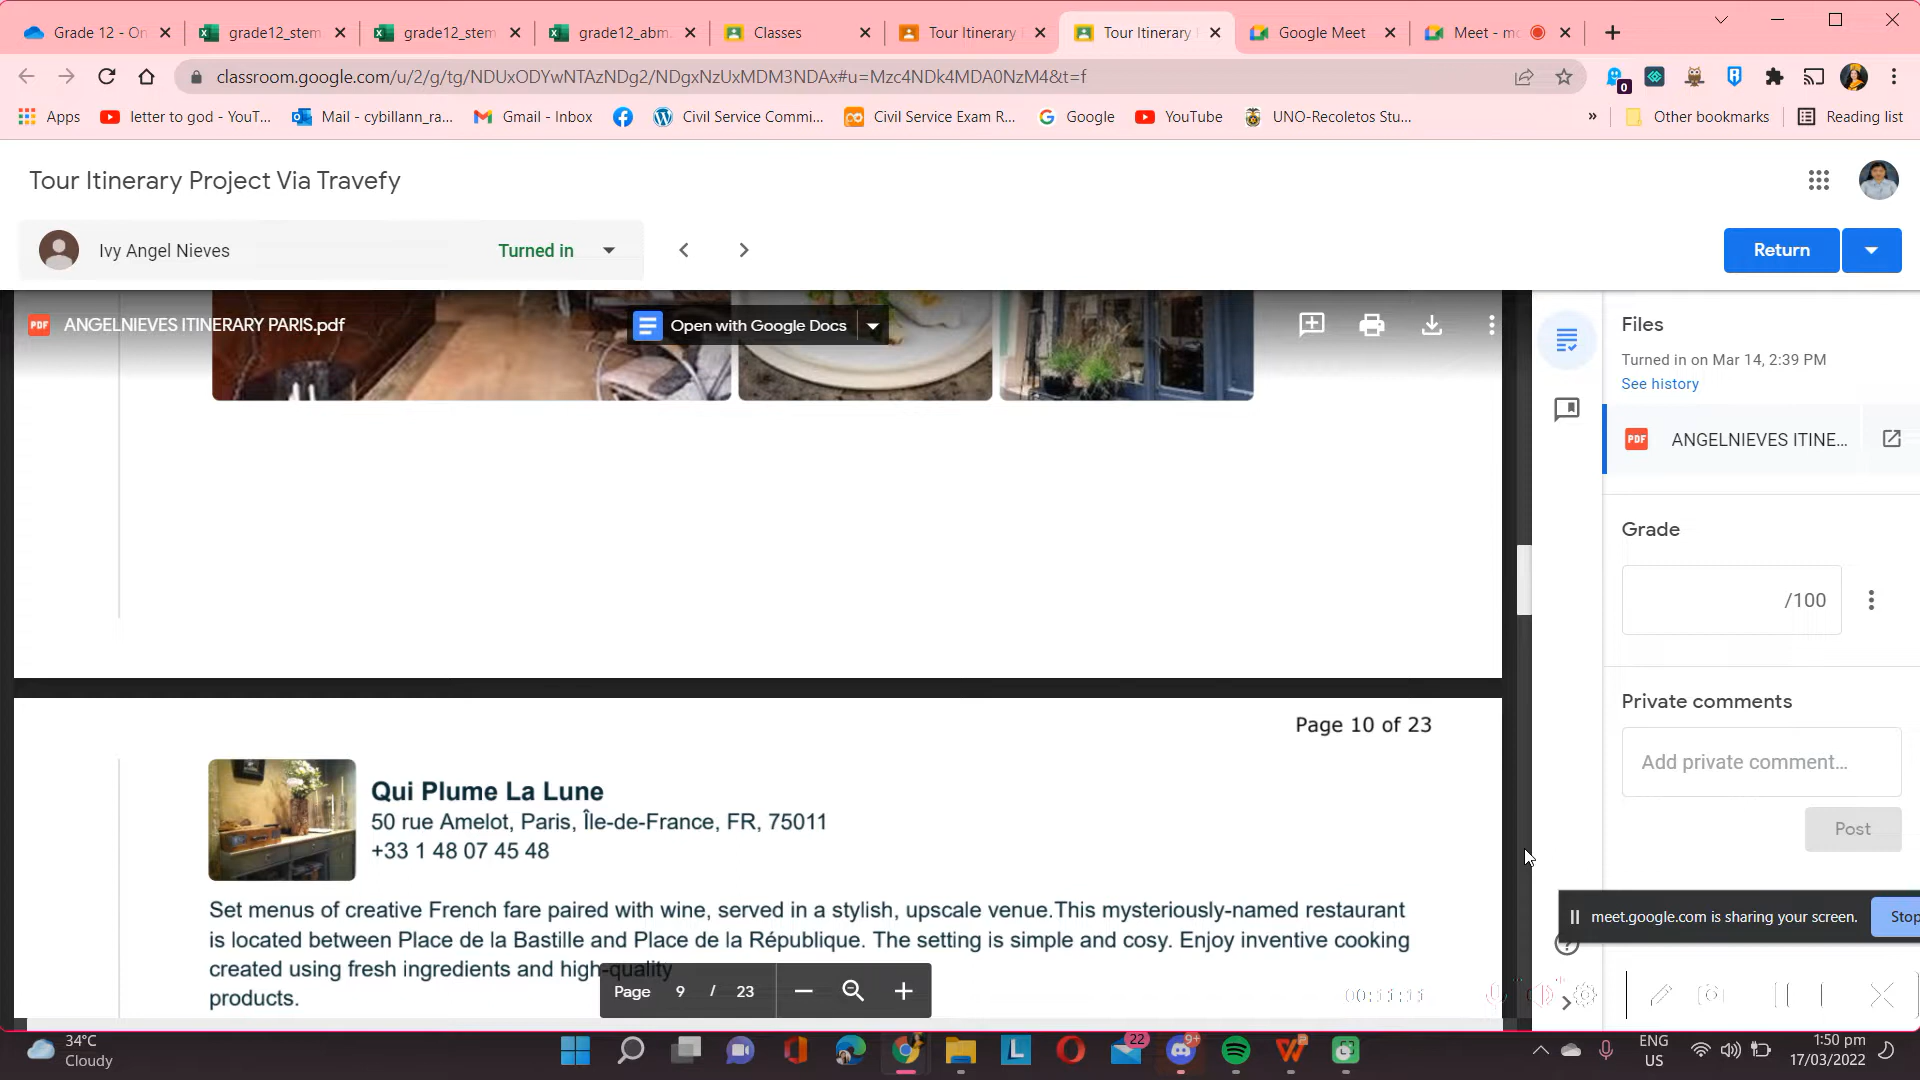 Grade 12 - On
grade12_stem
grade12_stem
grade12_abm
Classes
Tour Itinerary
Tour Itinerary
Google Meet
Meet - m
classroom.google.com/u/2/g/tg/NDUxODYwNTAzNDg2/NDgxNzUxMDM3NDAx#u=Mzc4NDk4MDA0NzM4&t=f
0
Apps
letter to god - YouT...
Mail - cybillann_ra...
Gmail - Inbox
Civil Service Commi...
Civil Service Exam R...
Google
YouTube
UNO-Recoletos Stu...
»
Other bookmarks
Reading list
Tour Itinerary Project Via Travefy
Ivy Angel Nieves
Turned in
Return
PDF
ANGELNIEVES ITINERARY PARIS.pdf
Open with Google Docs
Files
Turned in on Mar 14, 2:39 PM
See history
PDF
ANGELNIEVES ITINE...
Grade
/100
Private comments
Add private comment...
Post
Page 10 of 23
Qui Plume La Lune
50 rue Amelot, Paris, Île-de-France, FR, 75011
+33 1 48 07 45 48
Set menus of creative French fare paired with wine, served in a stylish, upscale venue.This mysteriously-named restaurant
is located between Place de la Bastille and Place de la République. The setting is simple and cosy. Enjoy inventive cooking
created using fresh ingredients and high-quality
products.
Page 9 / 23
meet.google.com is sharing your screen.
Stop
00:11:11
34°C
Cloudy
22
9+
ENG
US
1:50 pm
17/03/2022